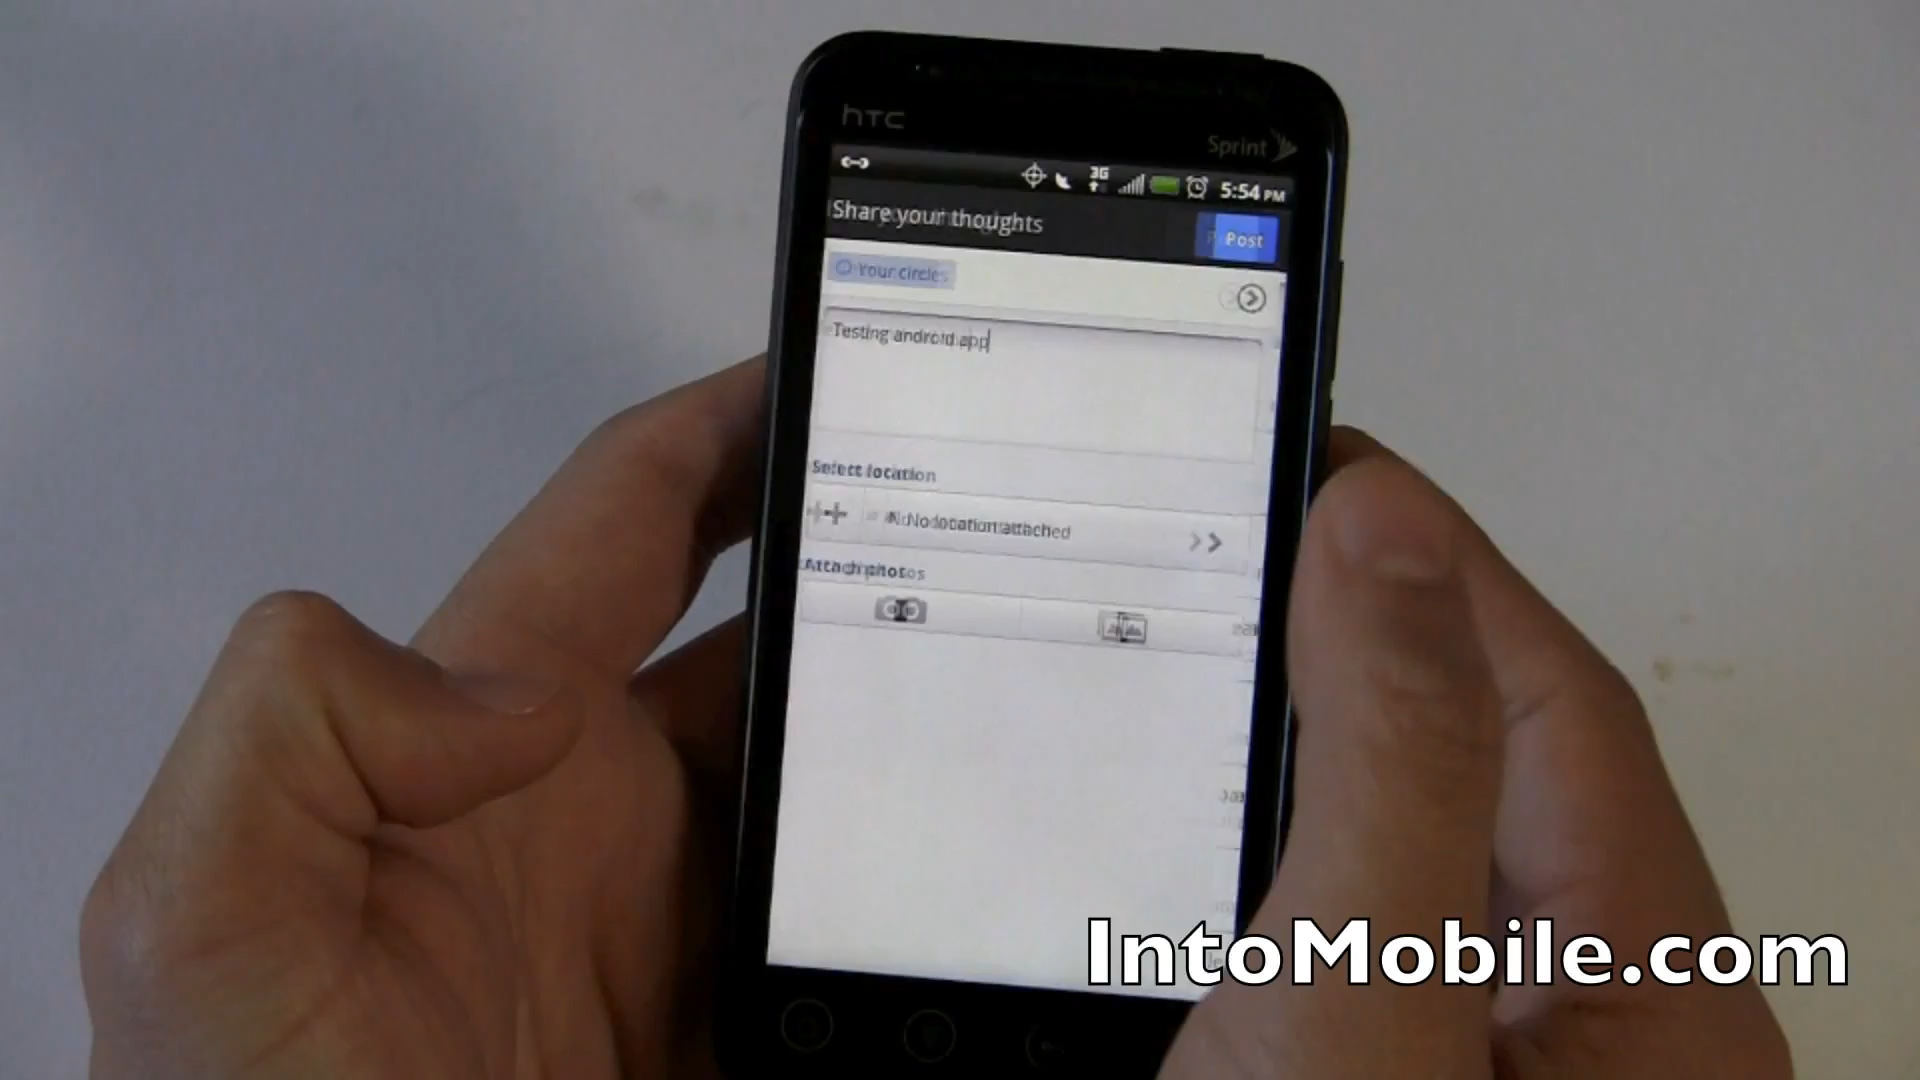 hTC
Sprint
3G
5:54 PM
Share your thoughts
Post
Your circles
Testing android app
Select location
No location attached
Attach photos
IntoMobile.com